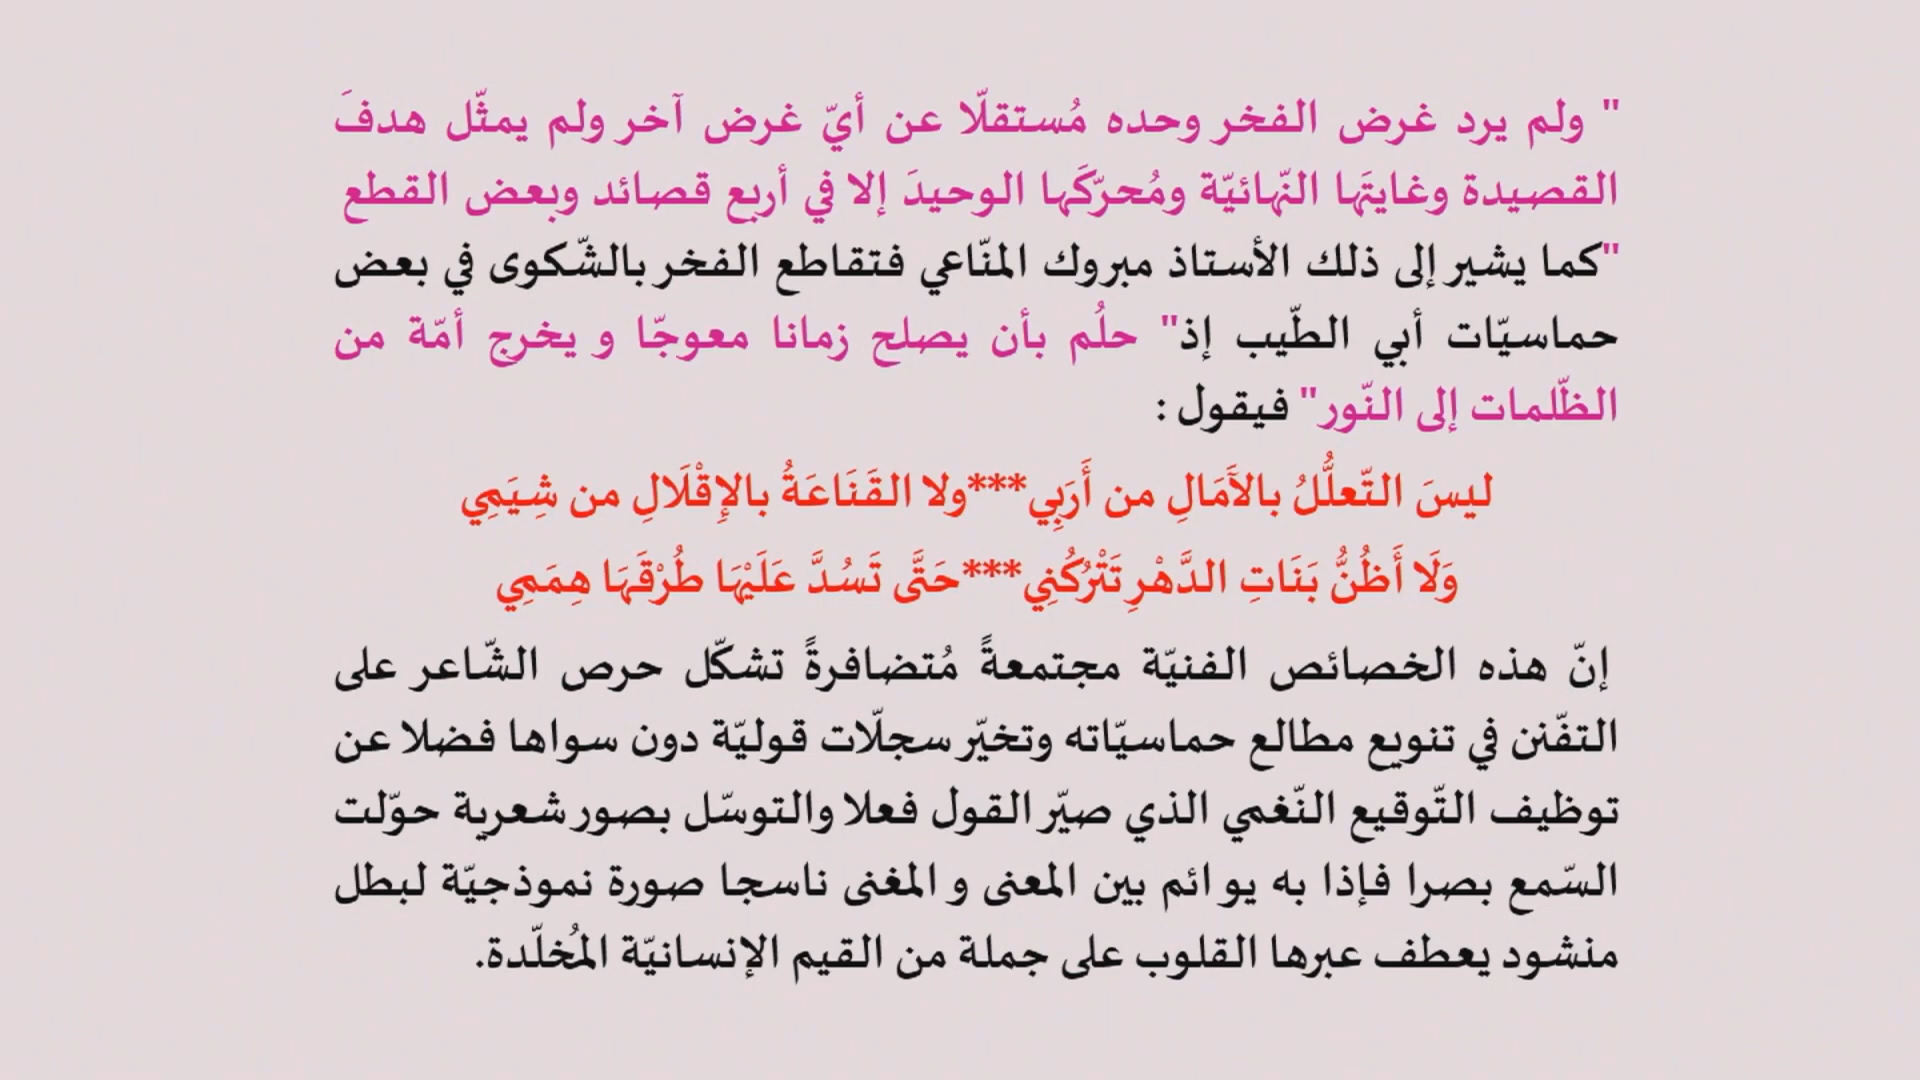 " ولم يرد غرض الفخر وحده مُستقلّا عن أيّ غرض آخر ولم يمثّل هدفَ
القصيدة وغايتَها النّهائيّة ومُحرّكَها الوحيدَ إلا في أربع قصائد وبعض القطع
"كما يشير إلى ذلك الأستاذ مبروك المنّاعي فتقاطع الفخر بالشّكوى في بعض
حماسيّات أبي الطّيب إذ" حلُم بأن يصلح زمانا معوجّا و يخرج أمّة من
الظّلمات إلى النّور" فيقول :
ليسَ التّعلُّلُ بالآمَالِ من أَرَبِي***ولا القَنَاعَةُ بالإِقْلَالِ من شِيَمِي
وَلَا أَظُنُّ بَنَاتِ الدَّهْرِ تَتْرُكُنِي***حَتَّى تَسُدَّ عَلَيْهَا طُرْقَهَا هِمَمِي
إنّ هذه الخصائص الفنيّة مجتمعةً مُتضافرةً تشكّل حرص الشّاعر على
التفّنن في تنويع مطالع حماسيّاته وتخيّر سجلّات قوليّة دون سواها فضلا عن
توظيف التّوقيع النّغمي الذي صيّر القول فعلا والتوسّل بصور شعرية حوّلت
السّمع بصرا فإذا به يوائم بين المعنى و المغنى ناسجا صورة نموذجيّة لبطل
منشود يعطف عبرها القلوب على جملة من القيم الإنسانيّة المُخلّدة.